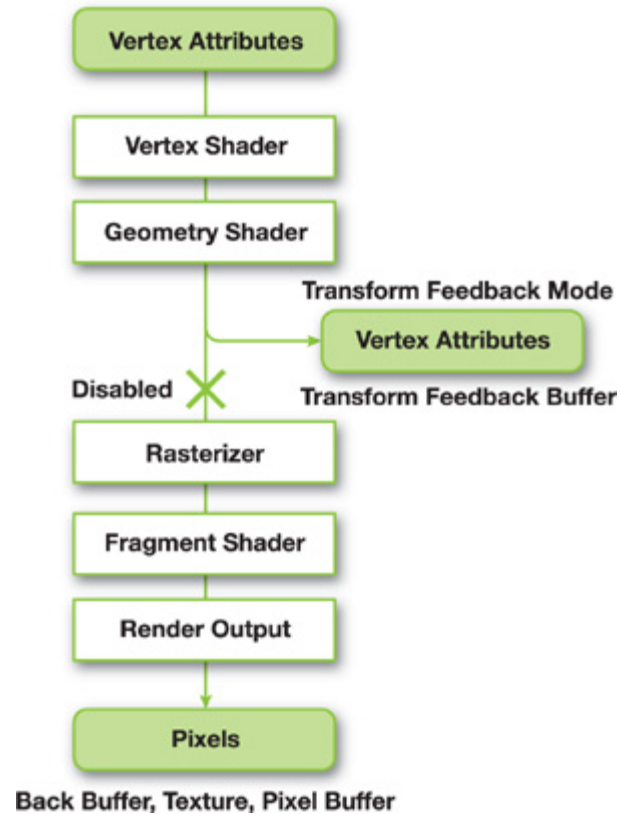 Vertex Attributes
Vertex Shader
Geometry Shader
Transform Feedback Mode
Vertex Attributes
Disabled
Transform Feedback Buffer
Rasterizer
Fragment Shader
Render Output
Pixels
Back Buffer, Texture, Pixel Buffer